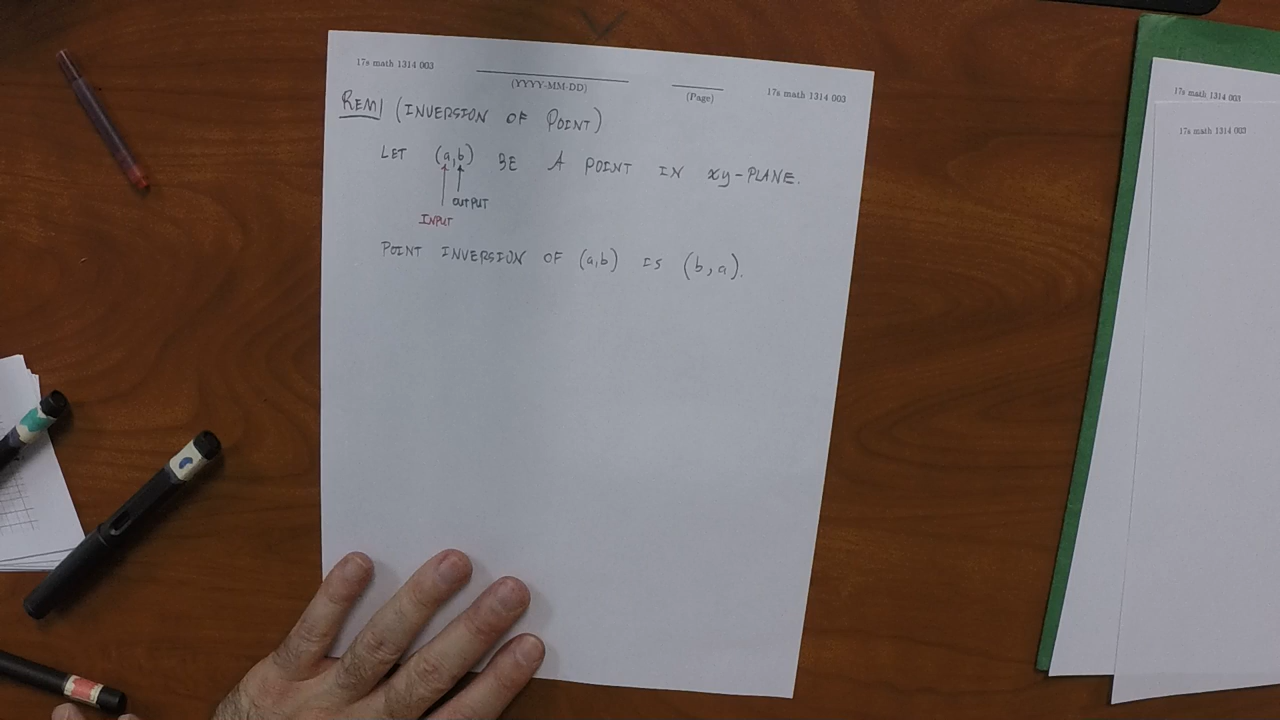 17s math 1314 003
(YYYY-MM-DD)
(Page)
17s math 1314 003
REM| (INVERSION OF POINT)
LET (a,b) BE A POINT IN xy-PLANE.
OUTPUT
INPUT
POINT INVERSION OF (a,b) IS (b,a).
17s math 1314 003
17s math 1314 003